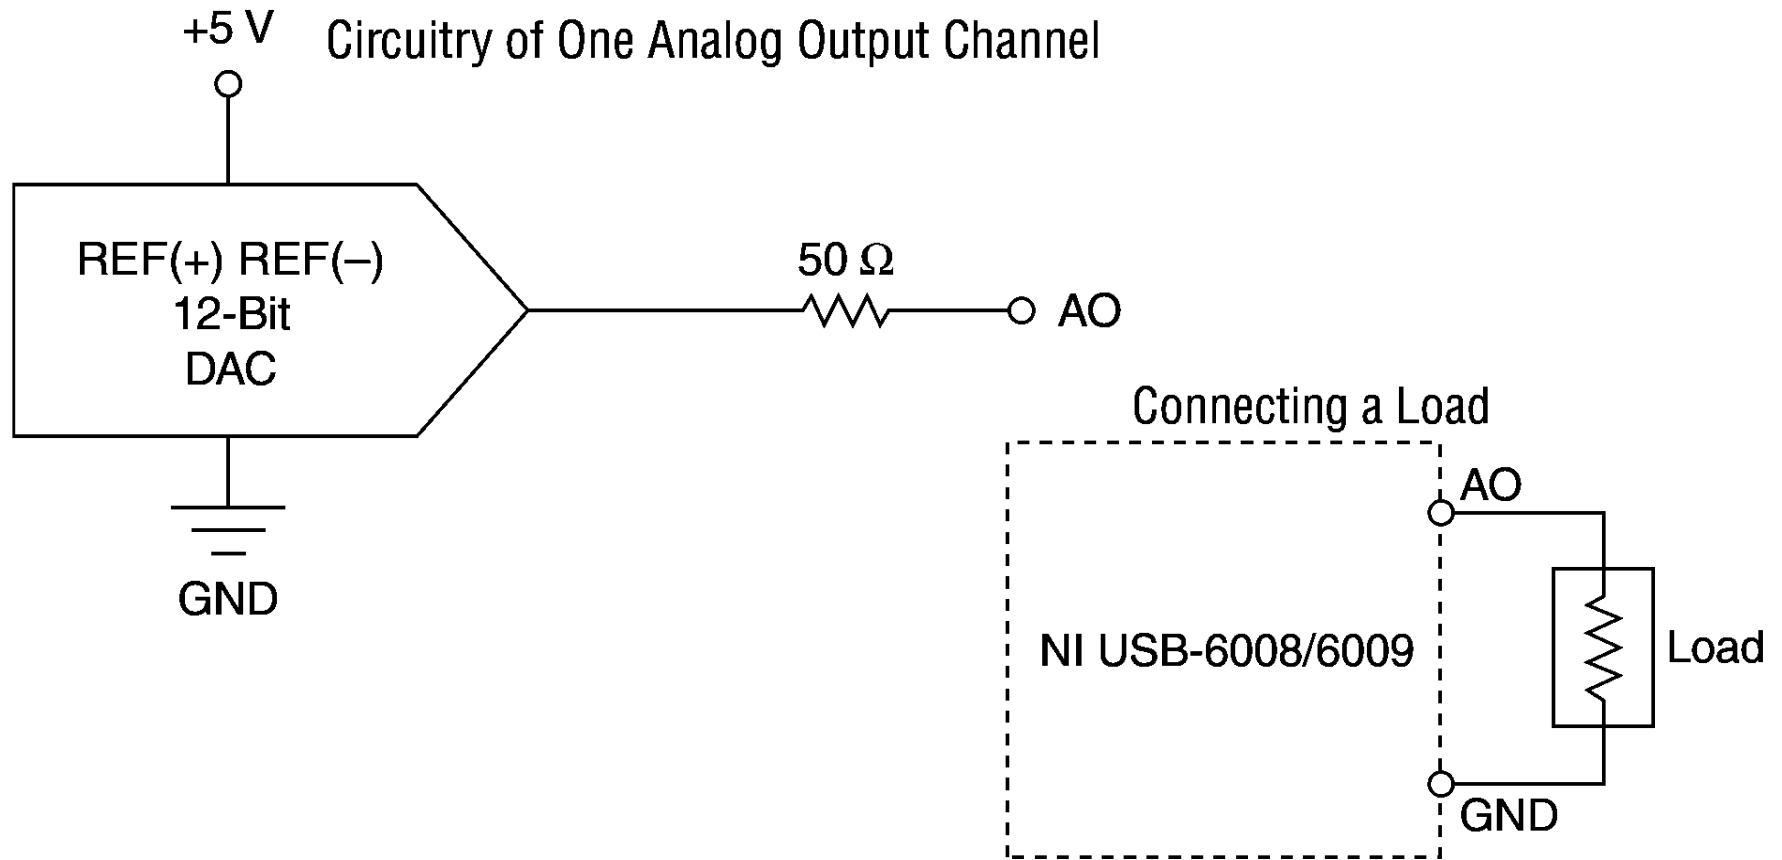 +5 V
Circuitry of One Analog Output Channel
REF(+) REF(–)
12-Bit
DAC
50 Ω
AO
GND
Connecting a Load
AO
NI USB-6008/6009
Load
GND